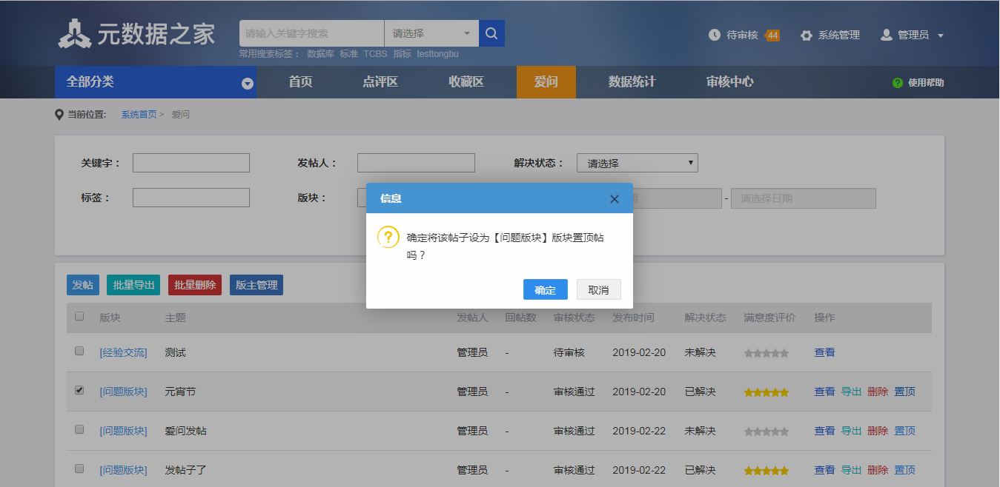 元数据之家
请输入关键字搜索 请选择
常用搜索标签： 数据库 标准 TCBS 指标 testtongbu
待审核 44 系统管理 管理员
全部分类 首页 点评区 收藏区 爱问 数据统计 审核中心 ? 使用帮助
当前位置: 系统首页 > 爱问
关键字： 发帖人： 解决状态： 请选择
标签： 版块： 期 - 请选择日期
信息
? 确定将该帖子设为【问题版块】版块置顶帖
吗？
确定 取消
发帖 批量导出 批量删除 版主管理
版块 主题 发帖人 回帖数 审核状态 发布时间 解决状态 满意度评价 操作
[经验交流] 测试 管理员 - 待审核 2019-02-20 未解决 查看
[问题版块] 元宵节 管理员 - 审核通过 2019-02-20 已解决 查看 导出 删除 置顶
[问题版块] 爱问发帖 管理员 - 审核通过 2019-02-22 未解决 查看 导出 删除 置顶
[问题版块] 发帖子了 管理员 - 审核通过 2019-02-22 已解决 查看 导出 删除 置顶